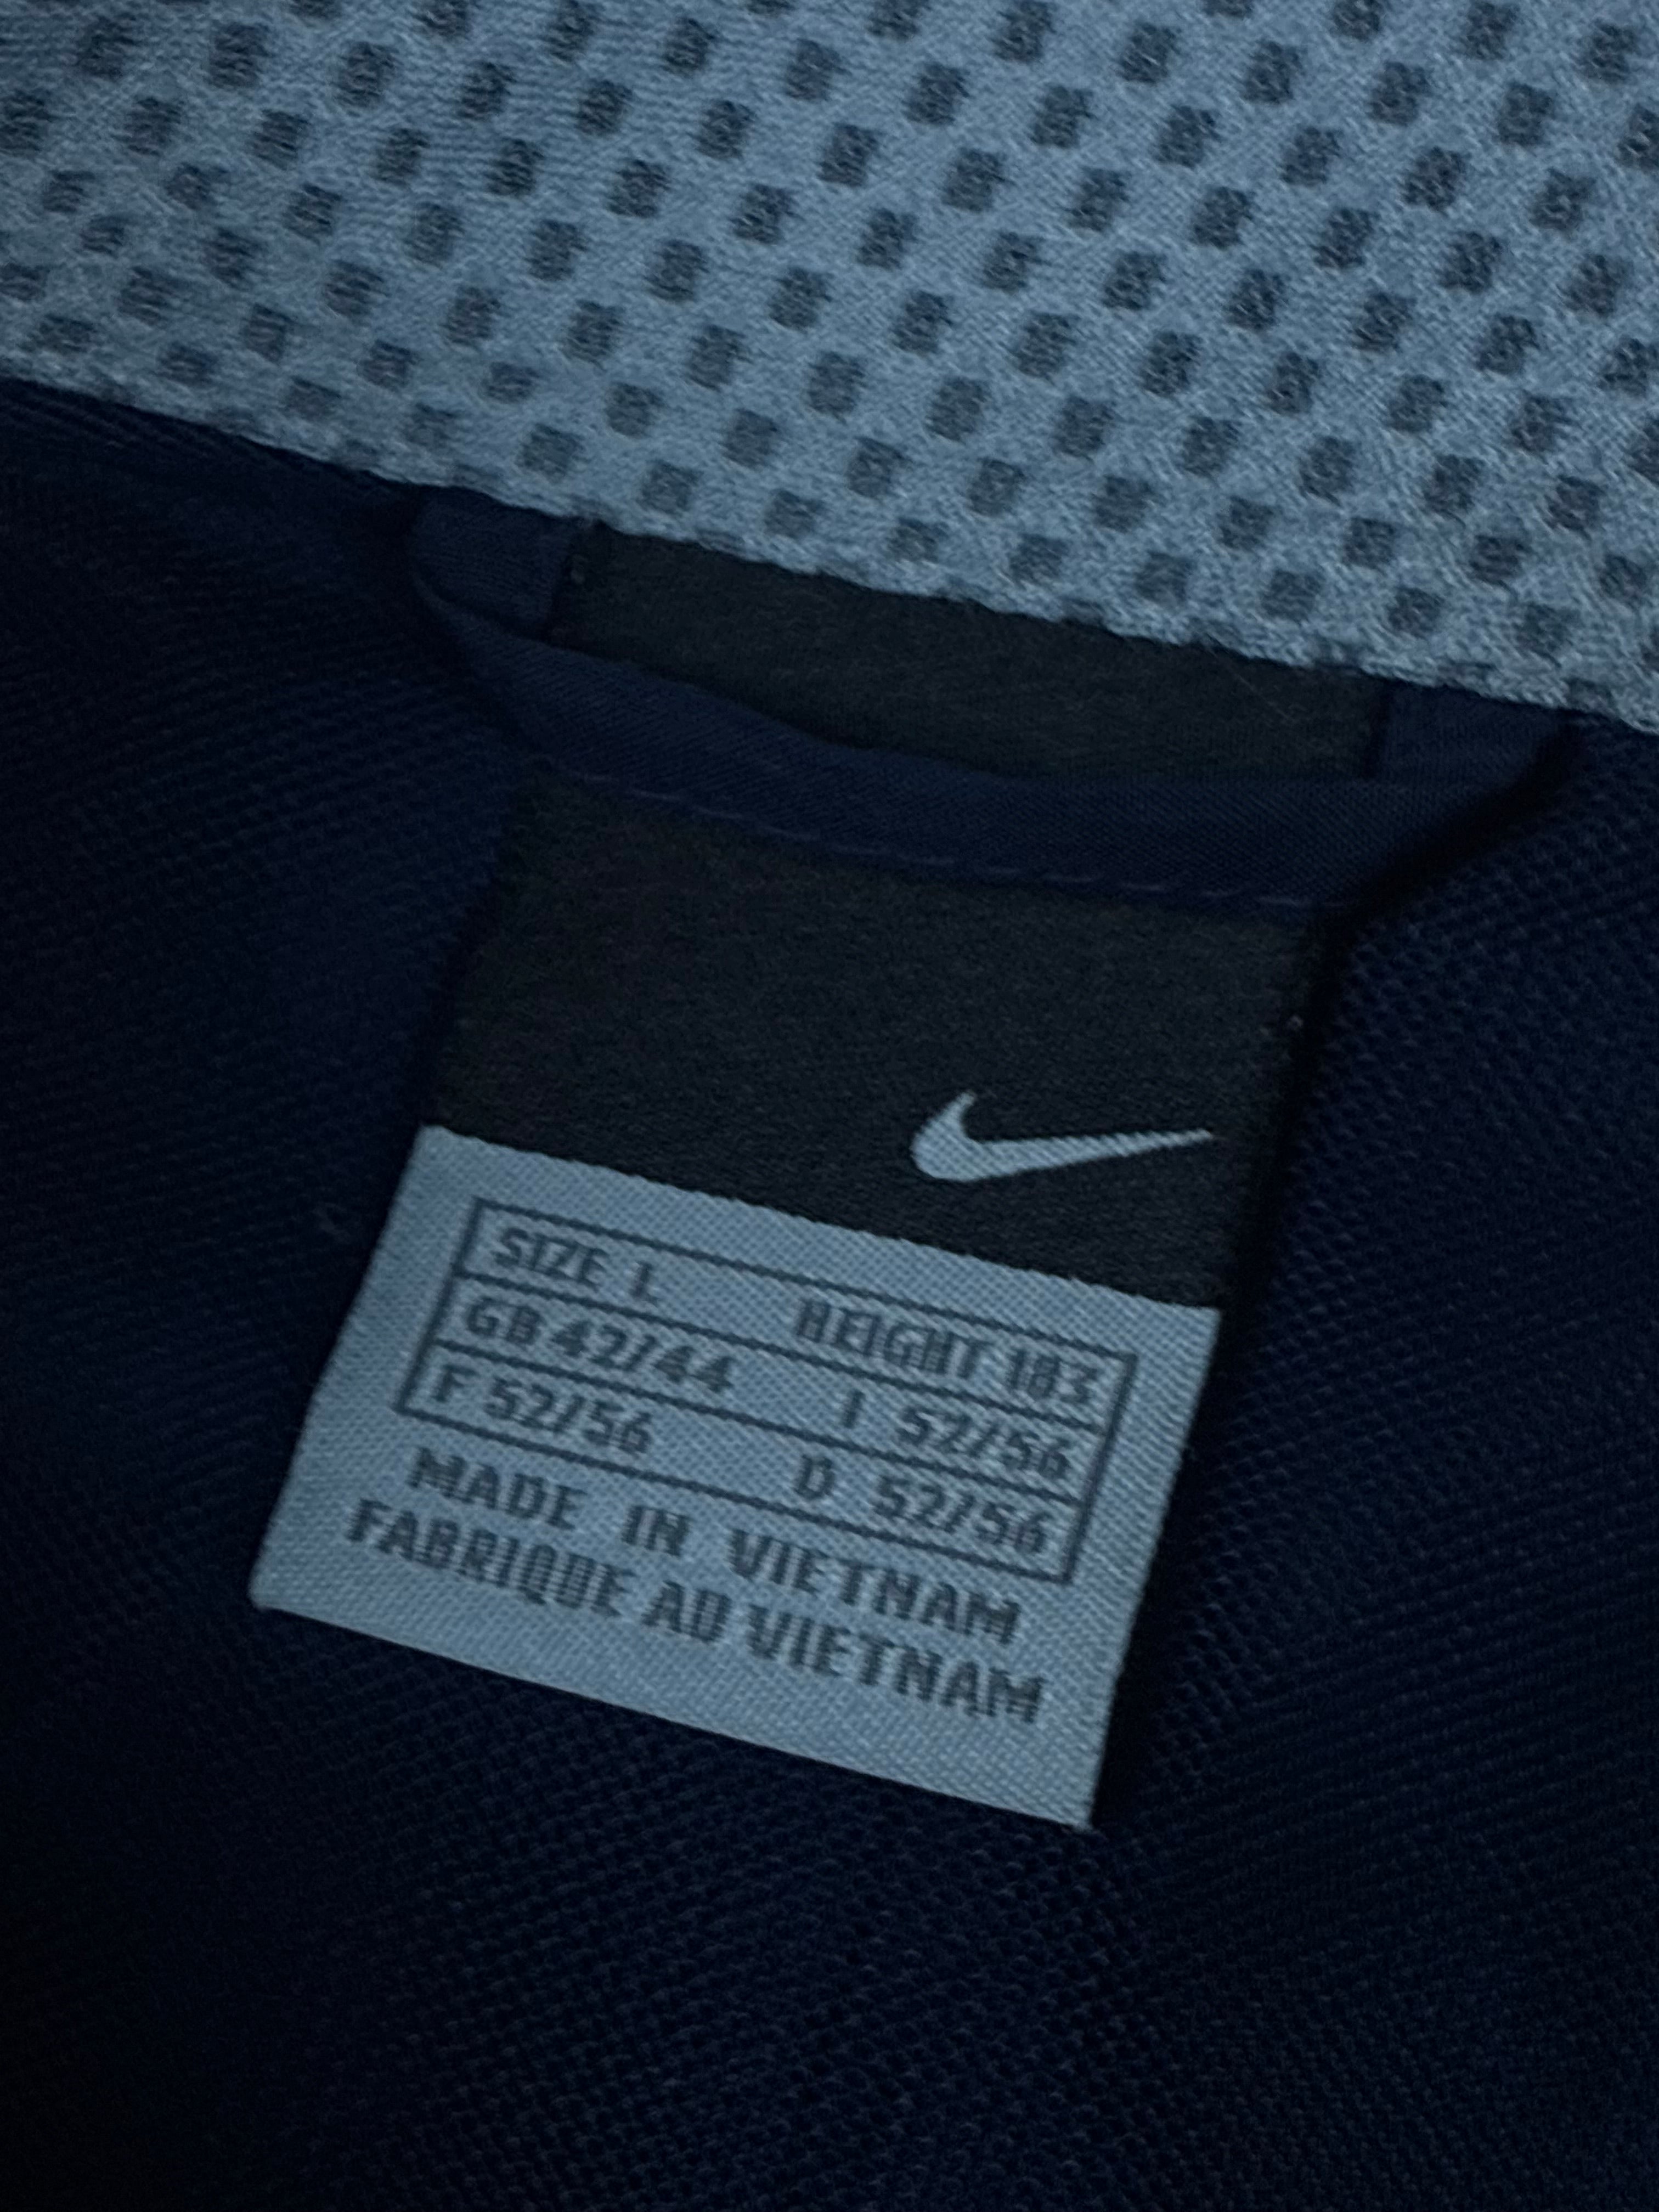 SIZE L HEIGHT 183
GB 42/44 I 52/56
F 52/56 D 52/56
MADE IN VIETNAM
FABRIQUE AU VIETNAM